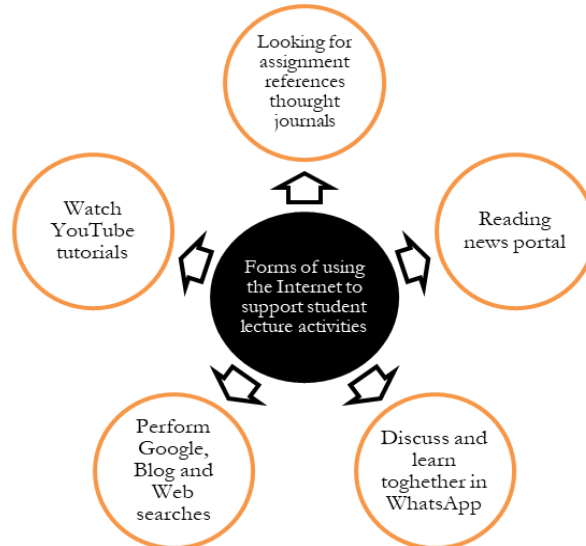 Looking for
assignment
references
thourght
journals
Watch
YouTube
tutorials
Reading
news portal
Forms of using
the Internet to
support student
lecture activities
Perform
Google,
Blog and
Web
searches
Discuss and
learn
toghether in
WhatsApp